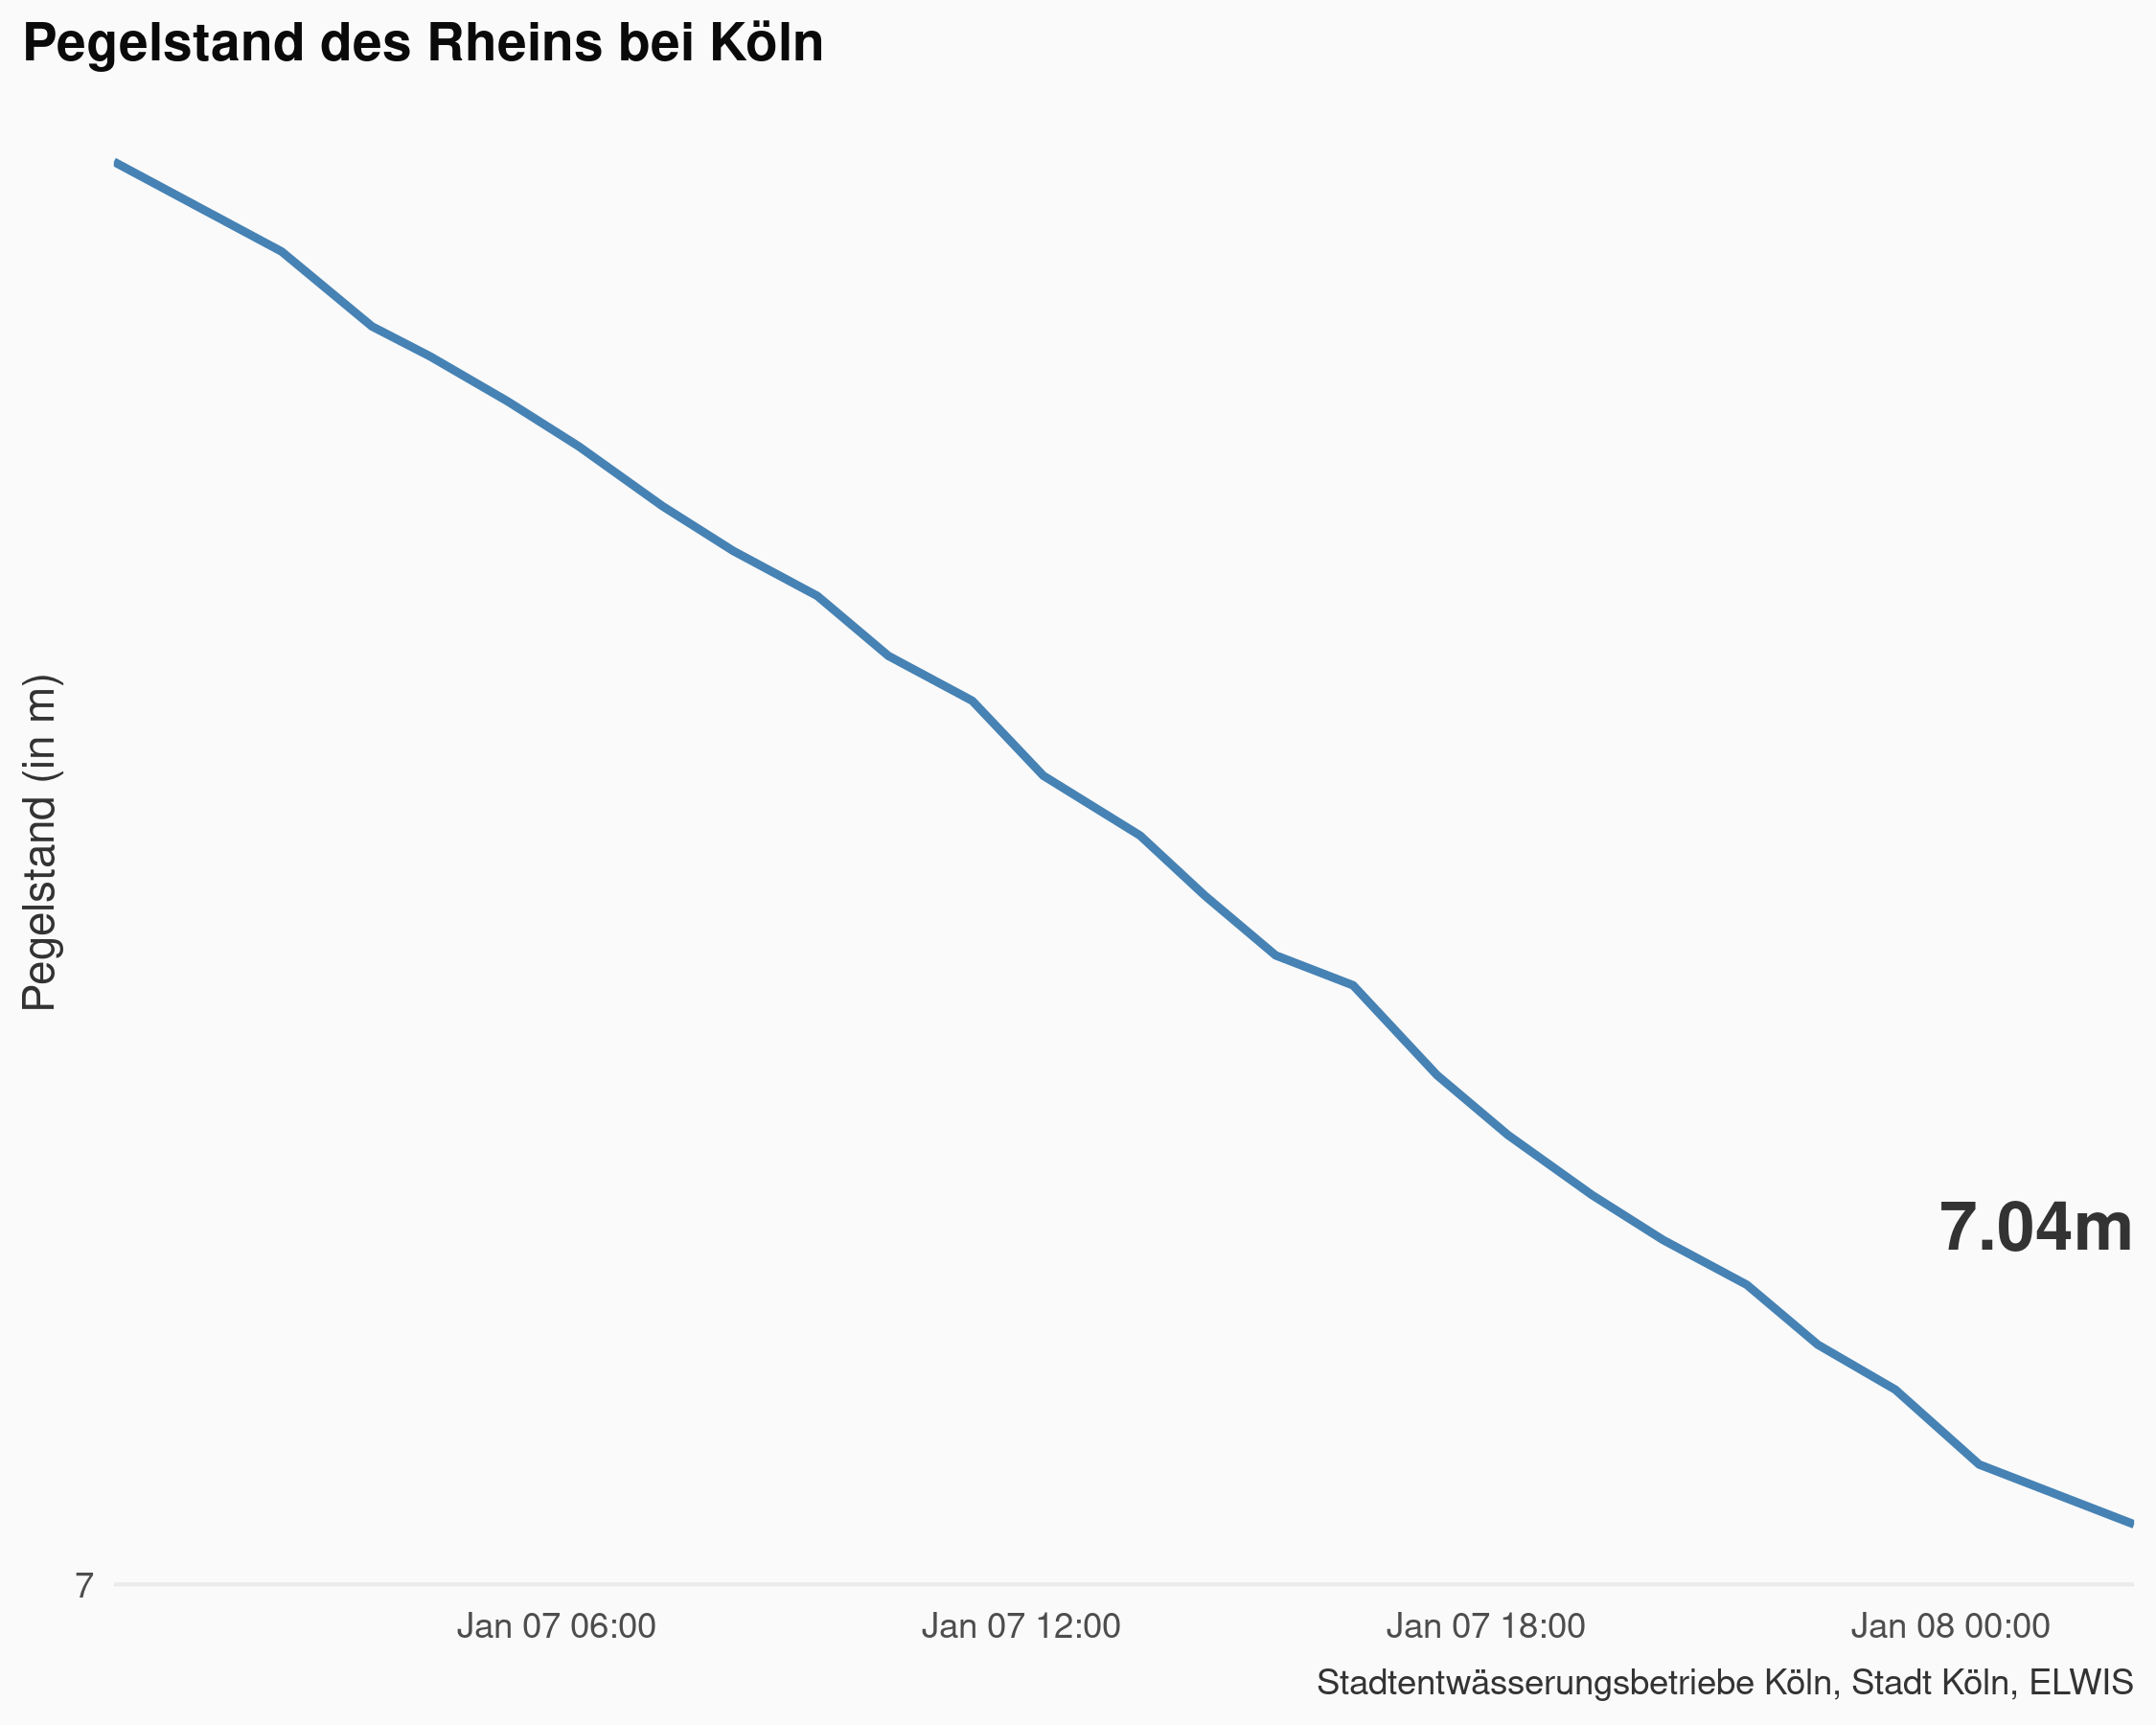 Pegelstand des Rheins bei Köln
Pegelstand (in m)
7.04m
7
Jan 07 06:00
Jan 07 12:00
Jan 07 18:00
Jan 08 00:00
Stadtentwässerungsbetriebe Köln, Stadt Köln, ELWIS